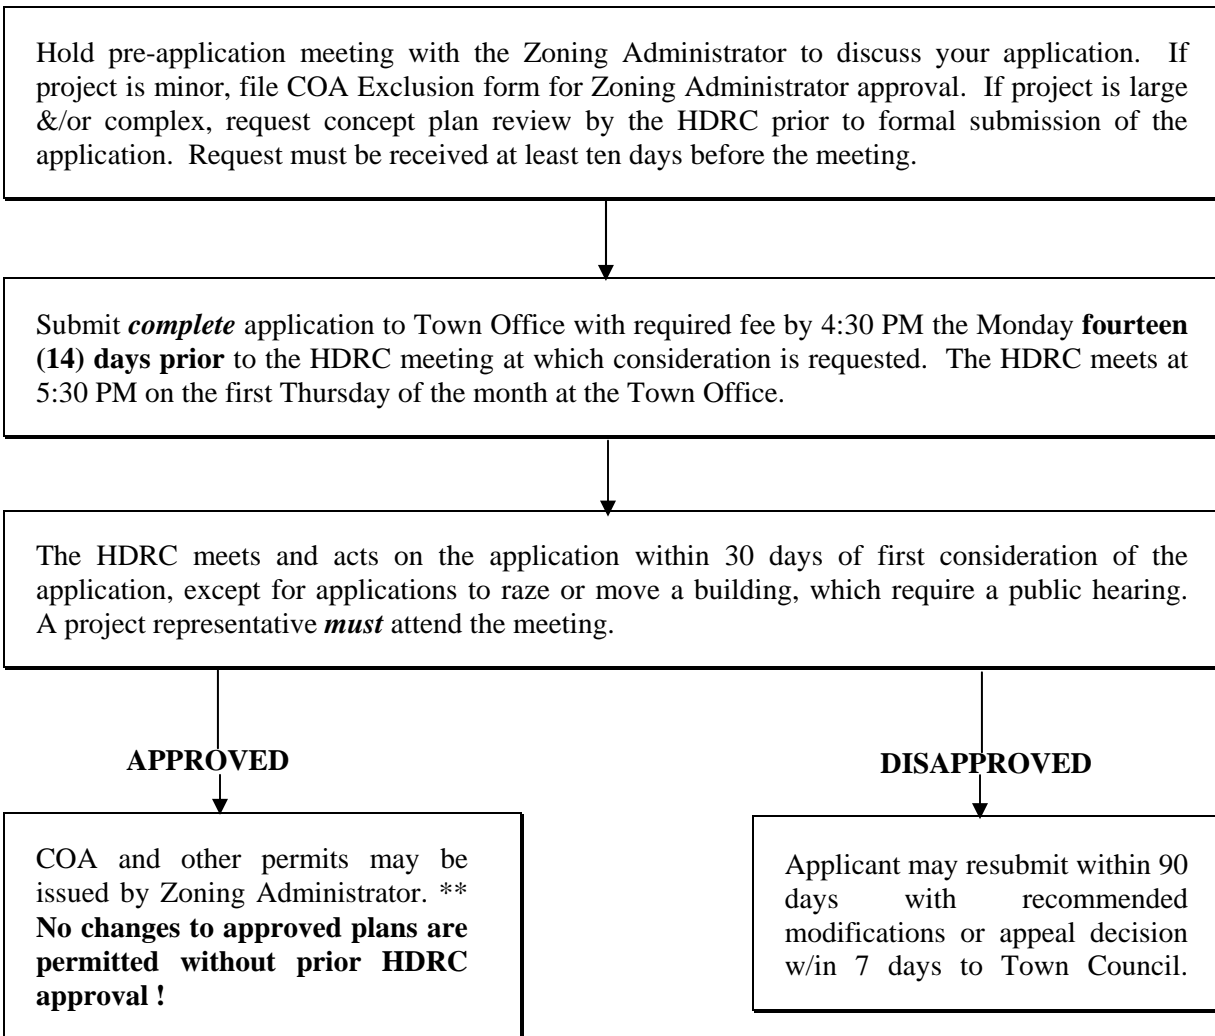 Hold pre-application meeting with the Zoning Administrator to discuss your application. If
project is minor, file COA Exclusion form for Zoning Administrator approval. If project is large
&/or complex, request concept plan review by the HDRC prior to formal submission of the
application. Request must be received at least ten days before the meeting.
Submit complete application to Town Office with required fee by 4:30 PM the Monday fourteen
(14) days prior to the HDRC meeting at which consideration is requested. The HDRC meets at
5:30 PM on the first Thursday of the month at the Town Office.
The HDRC meets and acts on the application within 30 days of first consideration of the
application, except for applications to raze or move a building, which require a public hearing.
A project representative must attend the meeting.
APPROVED
DISAPPROVED
COA and other permits may be
issued by Zoning Administrator. **
No changes to approved plans are
permitted without prior HDRC
approval !
Applicant may resubmit within 90
days with recommended
modifications or appeal decision
w/in 7 days to Town Council.